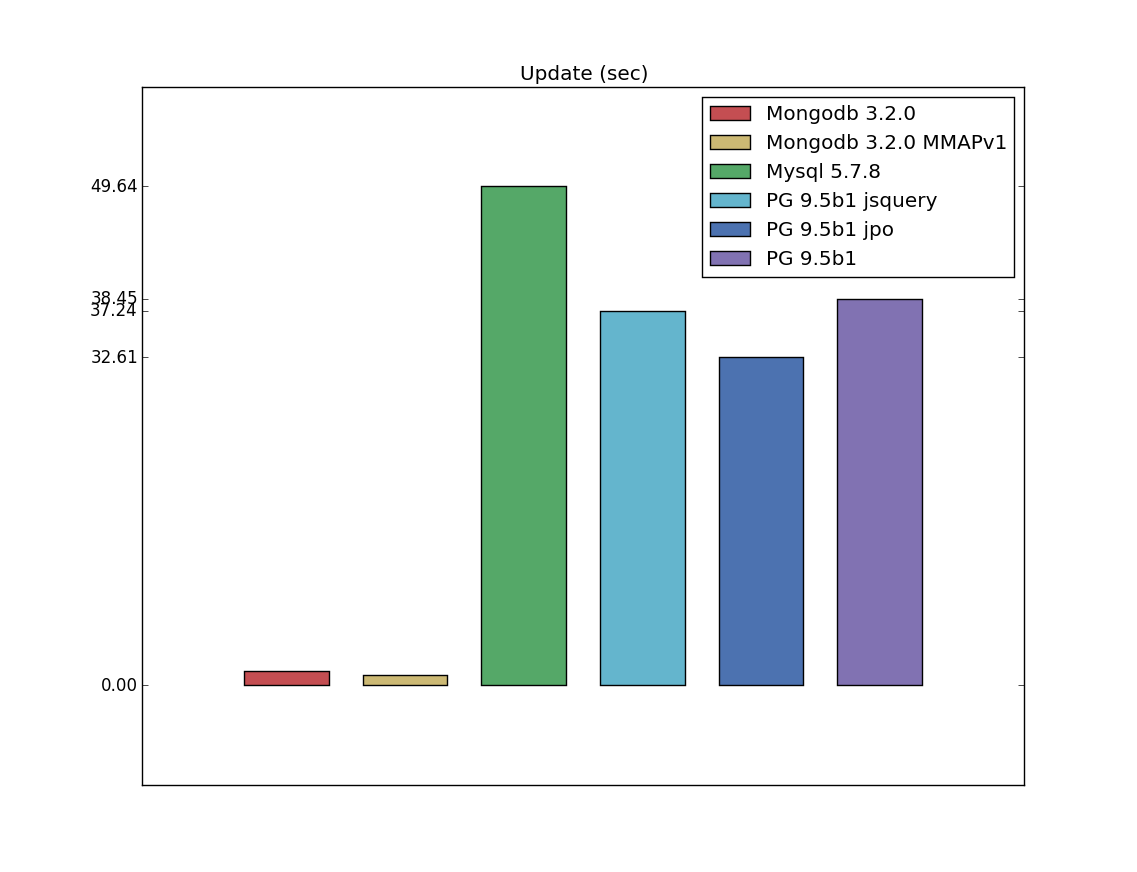 Update (sec)
Mongodb 3.2.0
Mongodb 3.2.0 MMAPv1
Mysql 5.7.8
PG 9.5b1 jsquery
PG 9.5b1 jpo
PG 9.5b1
49.64
38.45
37.24
32.61
0.00